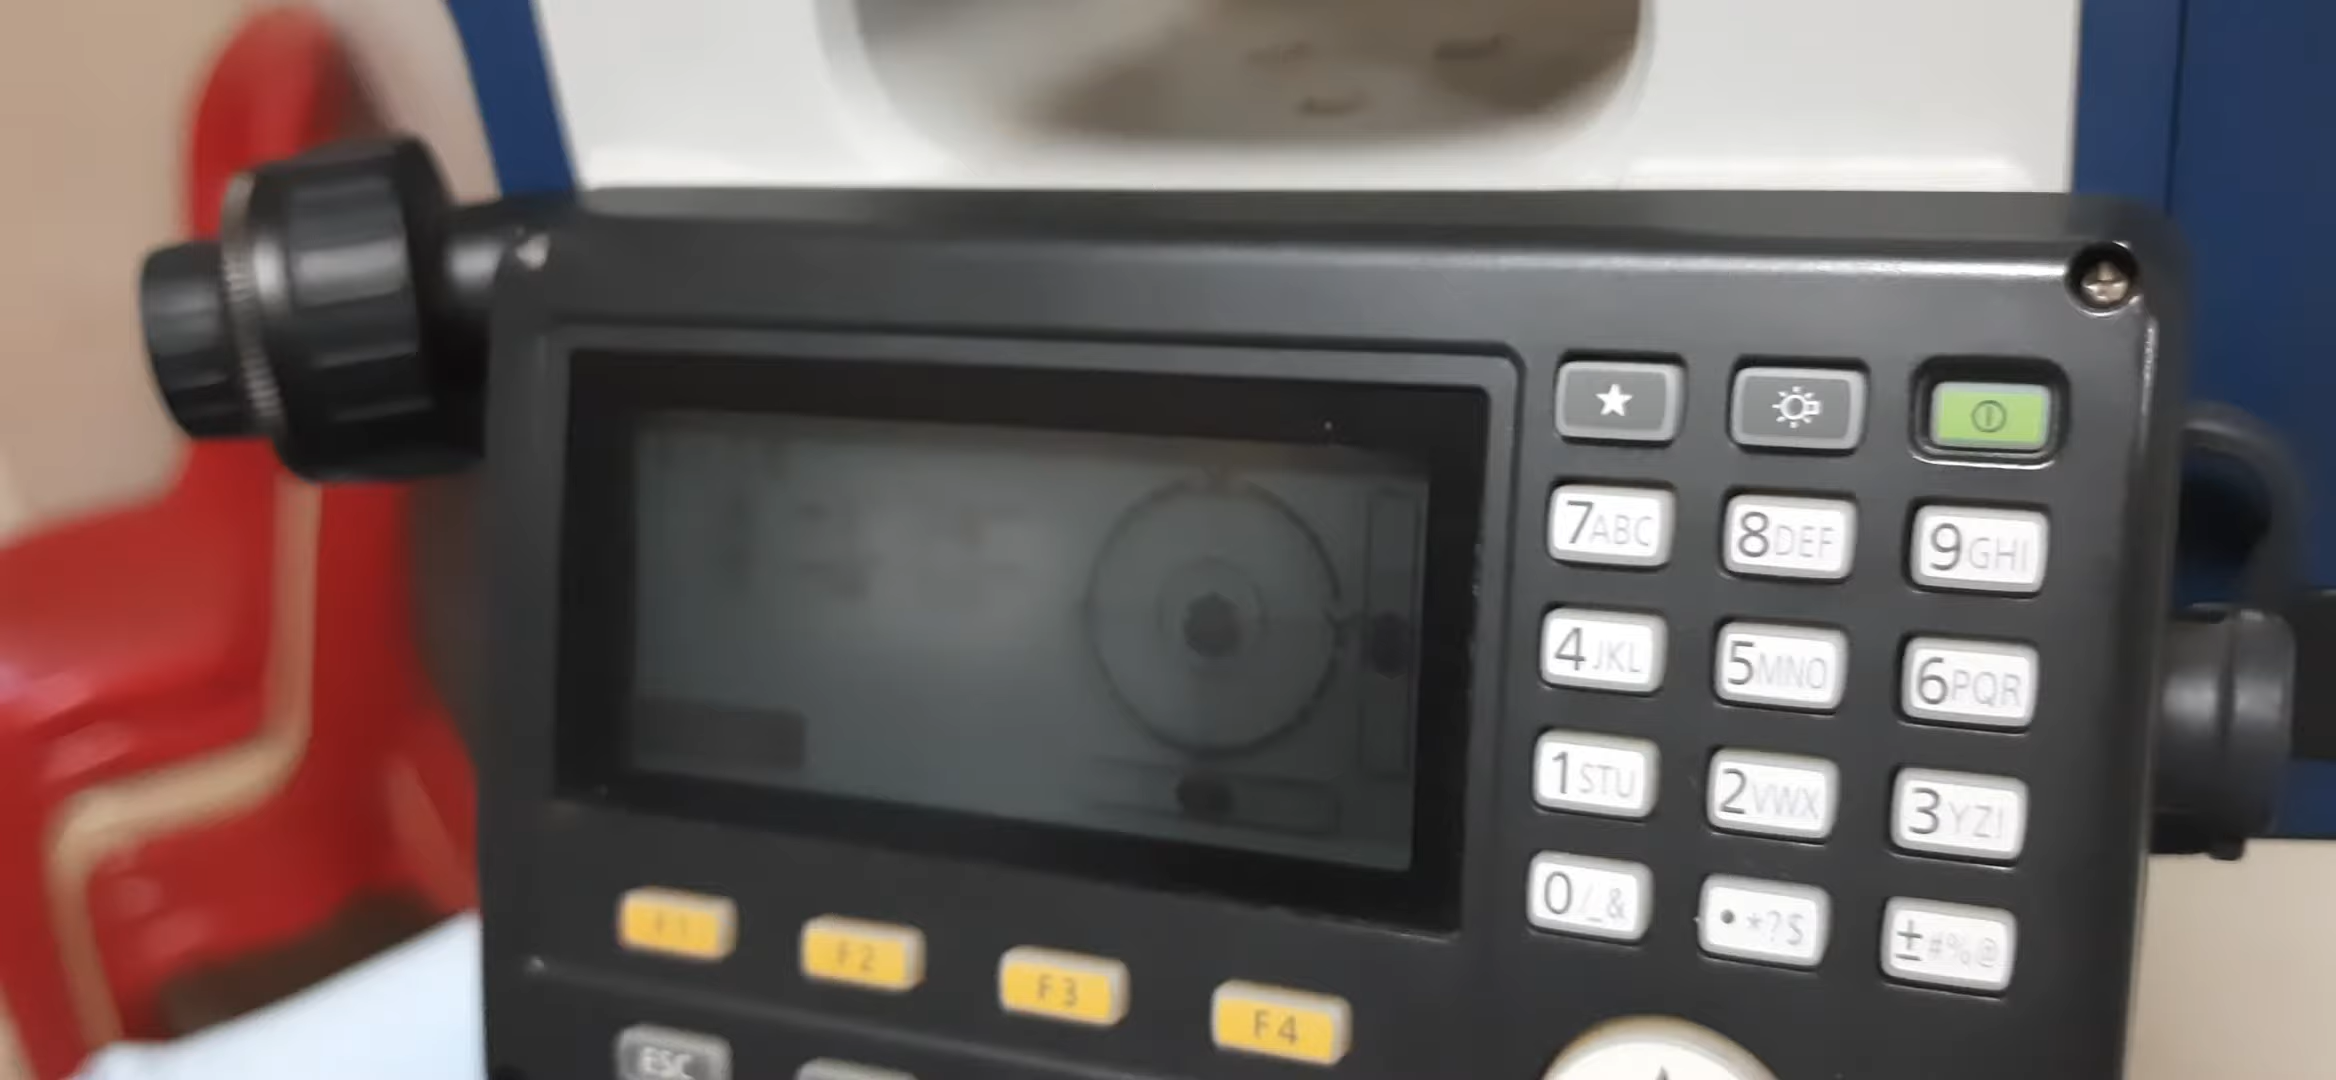 7ABC 8DEF 9GHI
4JKL 5MNO 6PQR
1STU 2VWX 3YZ!
0/_& •*?$ ±#%@
F1 F2 F3 F4
ESC